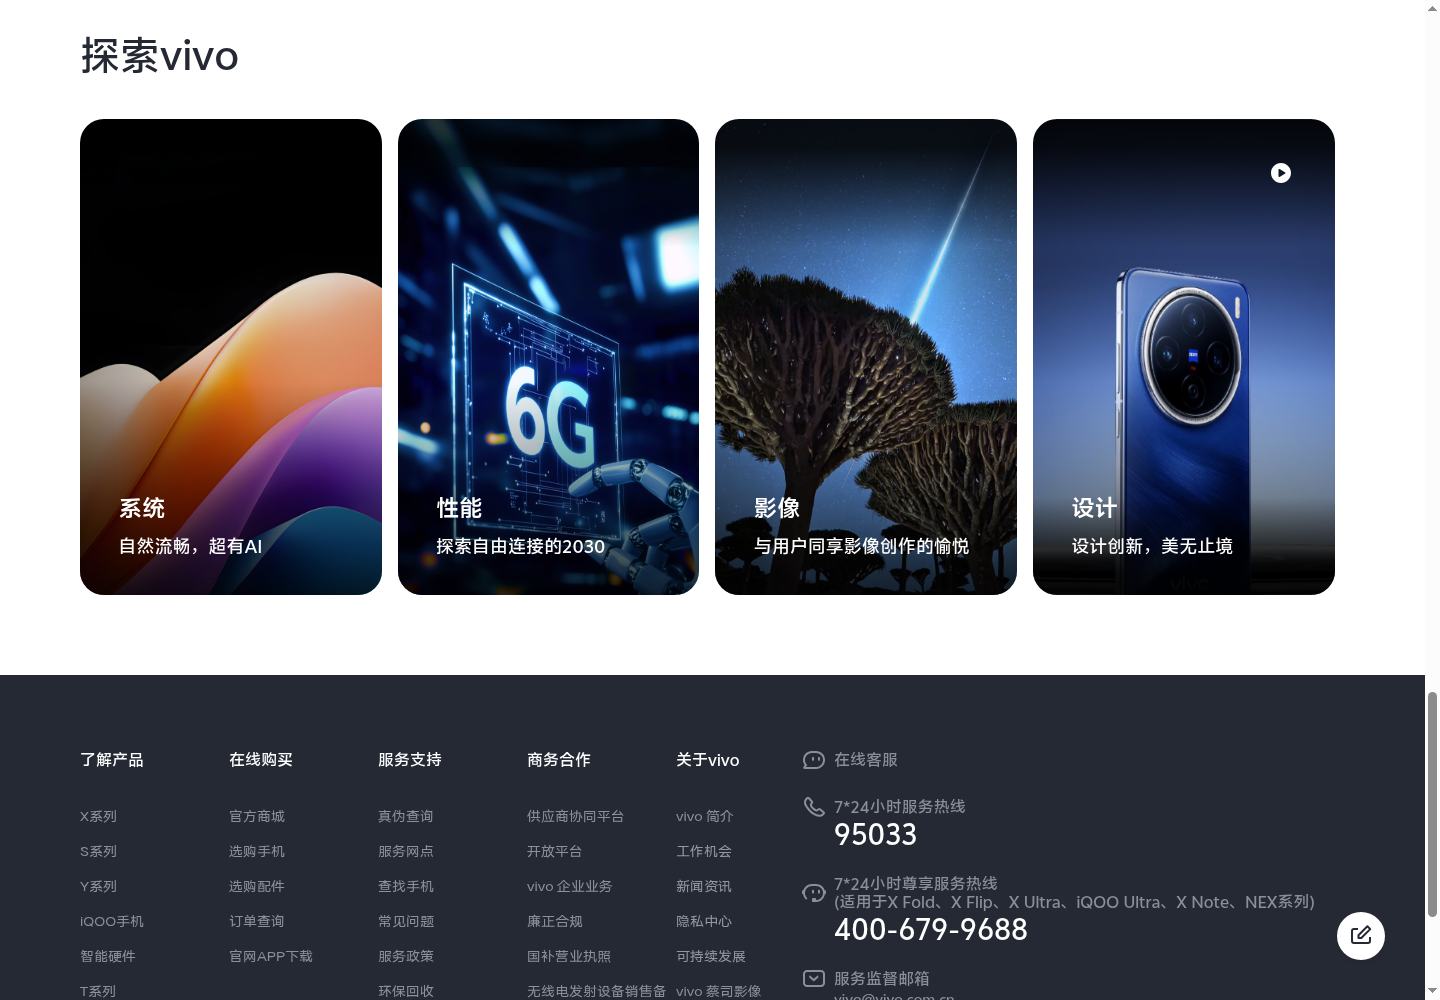 探索vivo
系统
自然流畅，超有AI
6G
性能
探索自由连接的2030
影像
与用户同享影像创作的愉悦
设计
设计创新，美无止境
vivo
了解产品
X系列
S系列
Y系列
iQOO手机
智能硬件
T系列
在线购买
官方商城
选购手机
选购配件
订单查询
官网APP下载
服务支持
真伪查询
服务网点
查找手机
常见问题
服务政策
环保回收
商务合作
供应商协同平台
开放平台
vivo 企业业务
廉正合规
国补营业执照
无线电发射设备销售备
关于vivo
vivo 简介
工作机会
新闻资讯
隐私中心
可持续发展
vivo 蔡司影像
在线客服
7*24小时服务热线
95033
7*24小时尊享服务热线
(适用于X Fold、X Flip、X Ultra、iQOO Ultra、X Note、NEX系列)
400-679-9688
服务监督邮箱
vivo@vivo.com.cn